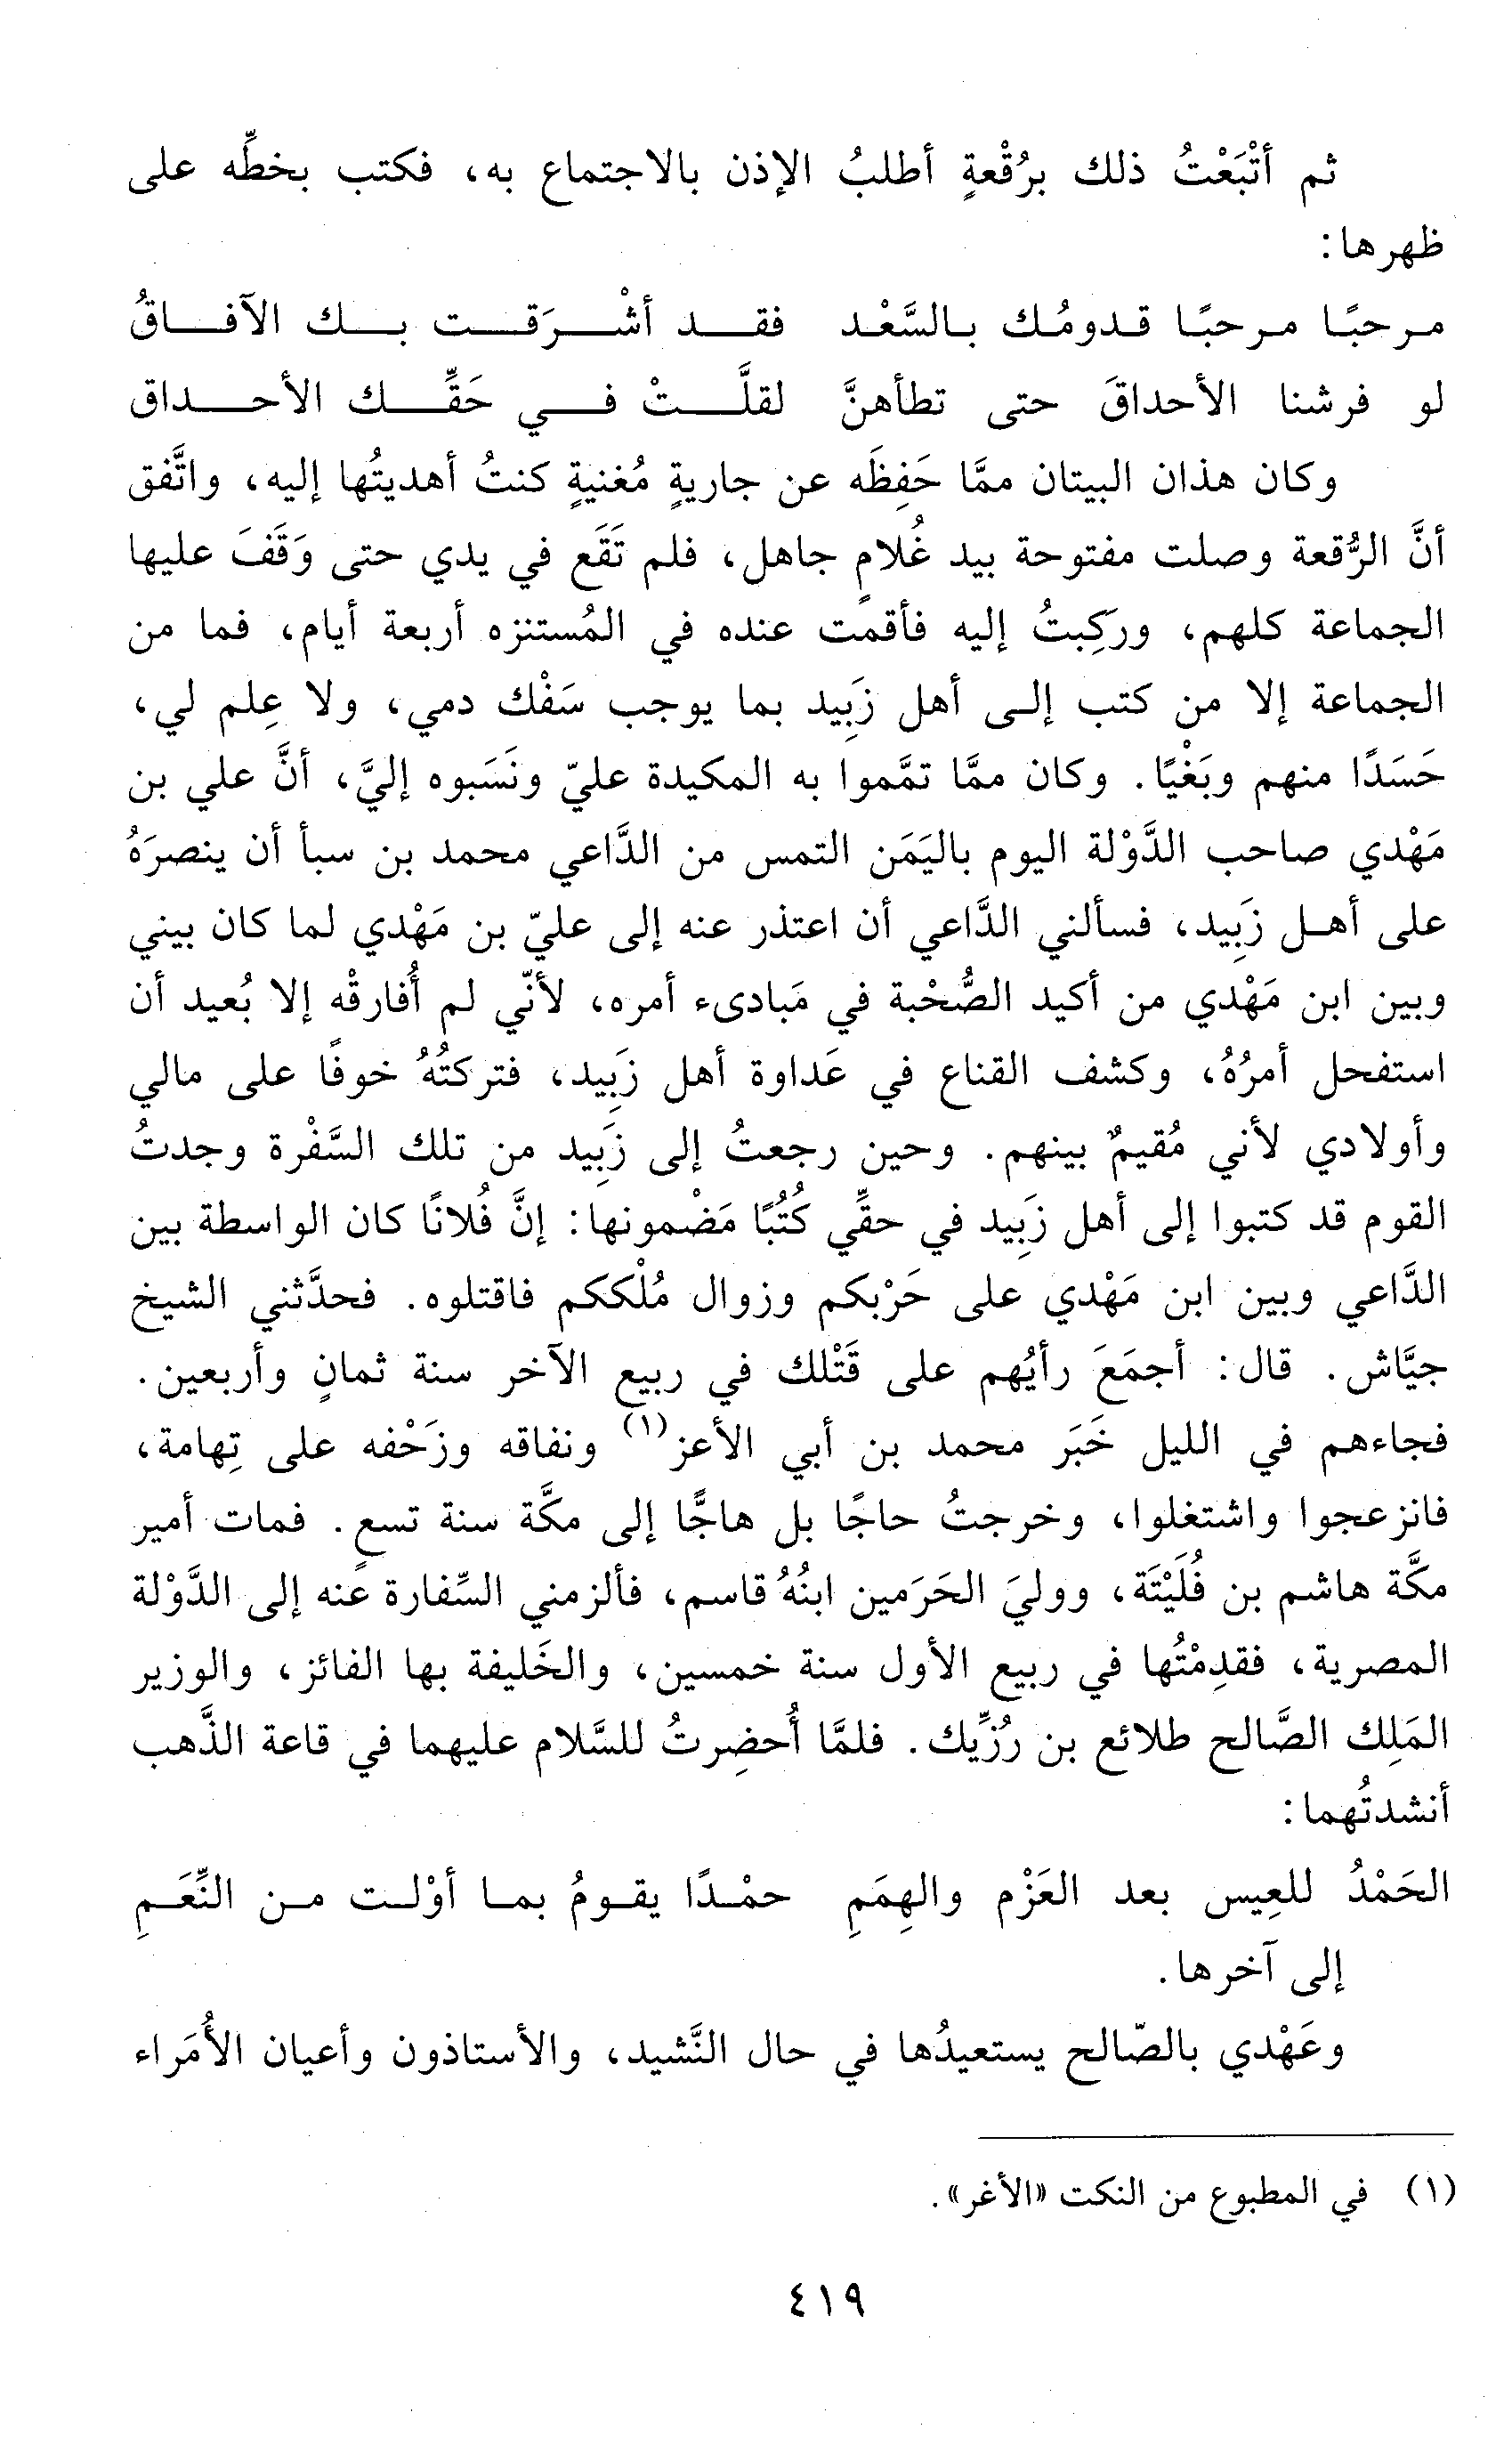 ثم أتْبَعْتُ ذلك برُقْعةٍ أطلبُ الإذن بالاجتماع به، فكتب بخطِّه على
ظهرها:
مرحبًا مرحبًا قدومُك بالسَّعْد فقد أشْرَقت بك الآفاقُ
لو فرشنا الأحداقَ حتى تطأهنَّ لقلَّتْ في حَقِّك الأحداق
وكان هذان البيتان ممَّا حَفِظَه عن جاريةٍ مُغنيةٍ كنتُ أهديتُها إليه، واتَّفق
أنَّ الرُّقعة وصلت مفتوحة بيد غُلامٍ جاهل، فلم تَقَع في يدي حتى وَقَفَ عليها
الجماعة كلهم، وركِبتُ إليه فأقمت عنده في المُستنزه أربعة أيام، فما من
الجماعة إلا من كتب إلى أهل زَبِيد بما يوجب سَفْك دمي، ولا عِلم لي،
حَسَدًا منهم وبَغْيًا. وكان ممَّا تمَّموا به المكيدة عليّ ونَسَبوه إليَّ، أنَّ علي بن
مَهْدي صاحب الدَّوْلة اليوم باليَمَن التمس من الدَّاعي محمد بن سبأ أن ينصرَهُ
على أهل زَبِيد، فسألني الدَّاعي أن اعتذر عنه إلى عليّ بن مَهْدي لما كان بيني
وبين ابن مَهْدي من أكيد الصُّحْبة في مَبادىء أمره، لأنّي لم أُفارقْه إلا بُعيد أن
استفحل أمرُهُ، وكشف القناع في عَداوة أهل زَبِيد، فتركتُهُ خوفًا على مالي
وأولادي لأني مُقيمٌ بينهم. وحين رجعتُ إلى زَبِيد من تلك السَّفْرة وجدتُ
القوم قد كتبوا إلى أهل زَبِيد في حقِّي كُتُبًا مَضْمونها: إنَّ فُلانًا كان الواسطة بين
الدَّاعي وبين ابن مَهْدي على حَرْبكم وزوال مُلْككم فاقتلوه. فحدَّثني الشيخ
جيَّاش. قال: أجمَعَ رأيُهم على قَتْلك في ربيع الآخر سنة ثمانٍ وأربعين.
فجاءهم في الليل خَبَر محمد بن أبي الأعز(١) ونفاقه وزَحْفه على تِهامة،
فانزعجوا واشتغلوا، وخرجتُ حاجًا بل هاجًّا إلى مكَّة سنة تسعٍ. فمات أمير
مكَّة هاشم بن فُلَيْتَة، ووليَ الحَرَمين ابنُهُ قاسم، فألزمني السِّفارة عنه إلى الدَّوْلة
المصرية، فقدِمْتُها في ربيع الأول سنة خمسين، والخَليفة بها الفائز، والوزير
المَلِك الصَّالح طلائع بن رُزِّيك. فلمَّا أُحضِرتُ للسَّلام عليهما في قاعة الذَّهب
أنشدتُهما:
الحَمْدُ للعِيس بعد العَزْم والهِمَمِ حمْدًا يقومُ بما أوْلت من النِّعَمِ
إلى آخرها.
وعَهْدي بالصّالح يستعيدُها في حال النَّشيد، والأستاذون وأعيان الأُمَراء
(١) في المطبوع من النكت «الأغر».
٤١٩